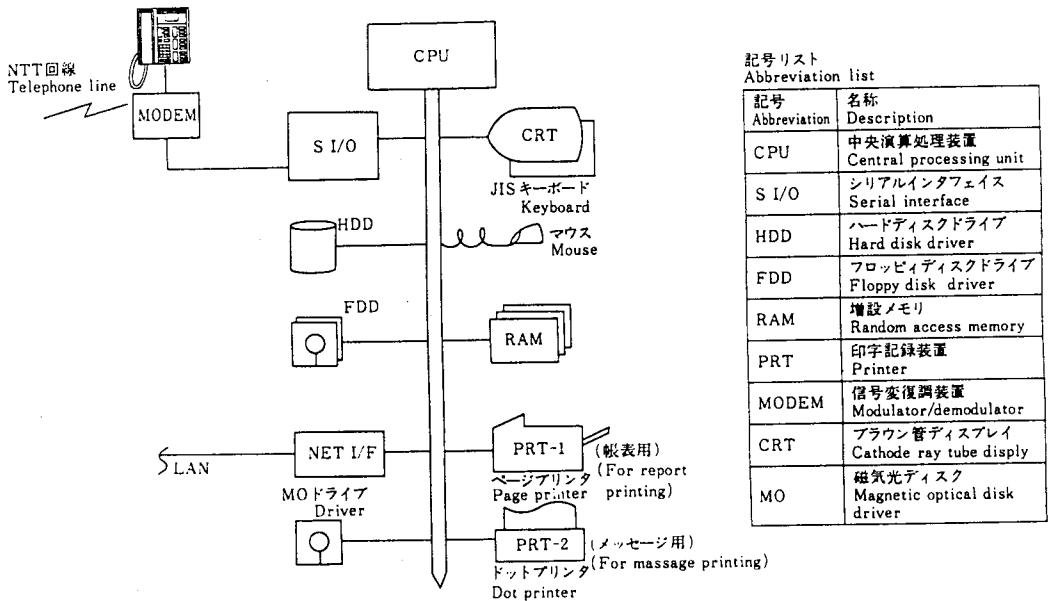 NTT回線
Telephone line
MODEM
CPU
S I/O
CRT
JISキーボード
Keyboard
HDD
マウス
Mouse
FDD
RAM
LAN
NET I/F
PRT-1
(帳表用)
(For report
printing)
ページプリンタ
Page printer
MOドライブ
Driver
PRT-2
(メッセージ用)
(For massage printing)
ドットプリンタ
Dot printer
記号リスト
Abbreviation list
記号 名称
Abbreviation Description
CPU 中央演算処理装置
Central processing unit
S I/O シリアルインタフェイス
Serial interface
HDD ハードディスクドライブ
Hard disk driver
FDD フロッピィディスクドライブ
Floppy disk driver
RAM 増設メモリ
Random access memory
PRT 印字記録装置
Printer
MODEM 信号変復調装置
Modulator/demodulator
CRT ブラウン管ディスプレイ
Cathode ray tube disply
MO 磁気光ディスク
Magnetic optical disk
driver